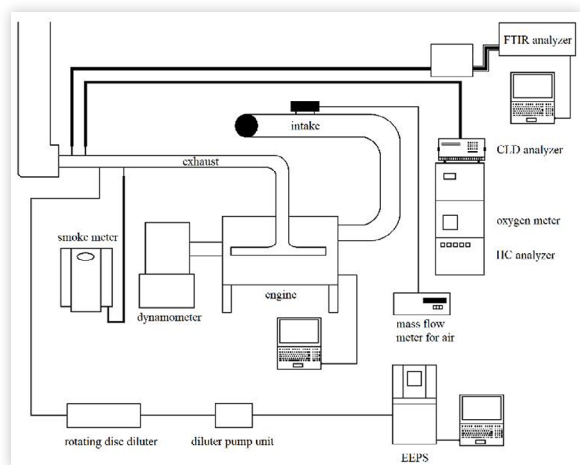 FTIR analyzer
intake
CLD analyzer
exhaust
oxygen meter
smoke meter
HC analyzer
engine
dynamometer
mass flow
meter for air
rotating disc diluter
diluter pump unit
EEPS